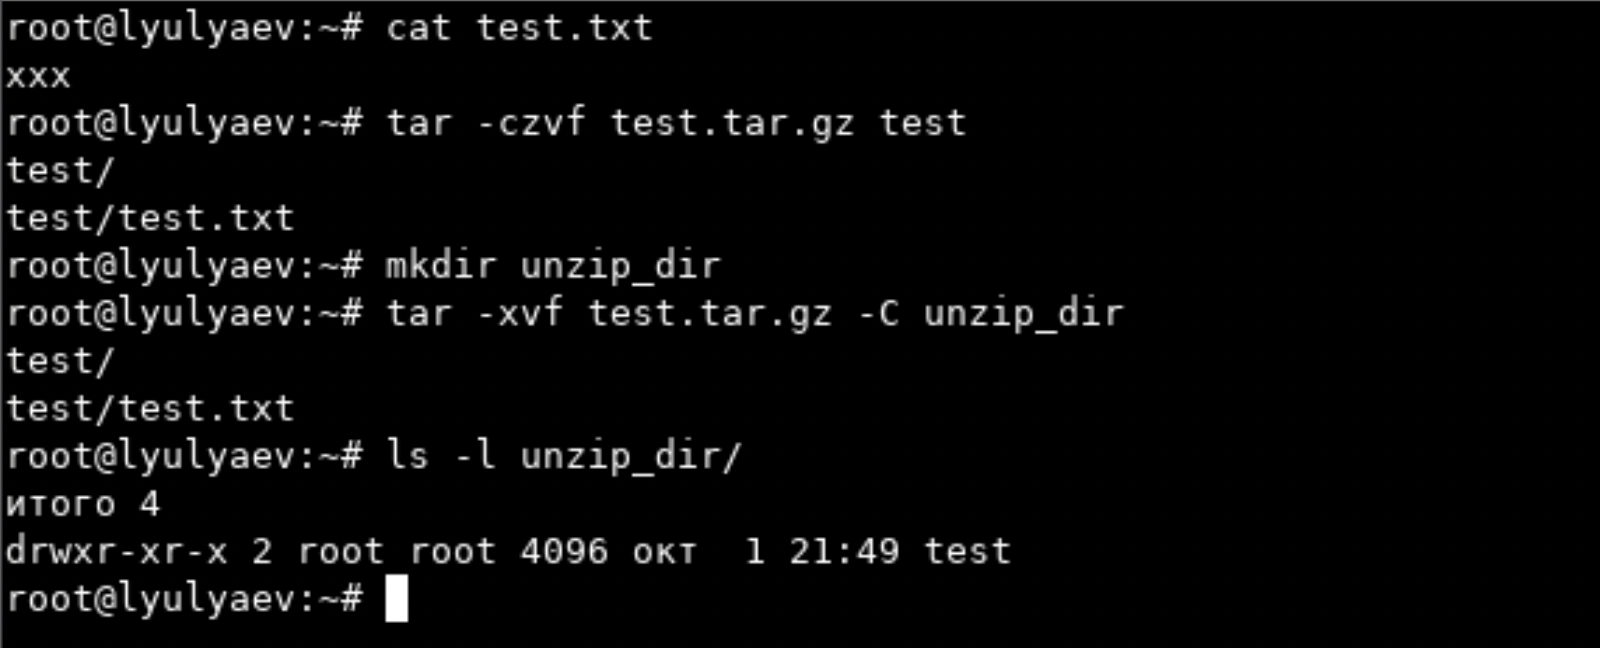 root@lyulyaev:~# cat test.txt
xxx
root@lyulyaev:~# tar -czvf test.tar.gz test
test/
test/test.txt
root@lyulyaev:~# mkdir unzip_dir
root@lyulyaev:~# tar -xvf test.tar.gz -C unzip_dir
test/
test/test.txt
root@lyulyaev:~# ls -l unzip_dir/
итого 4
drwxr-xr-x 2 root root 4096 окт  1 21:49 test
root@lyulyaev:~#